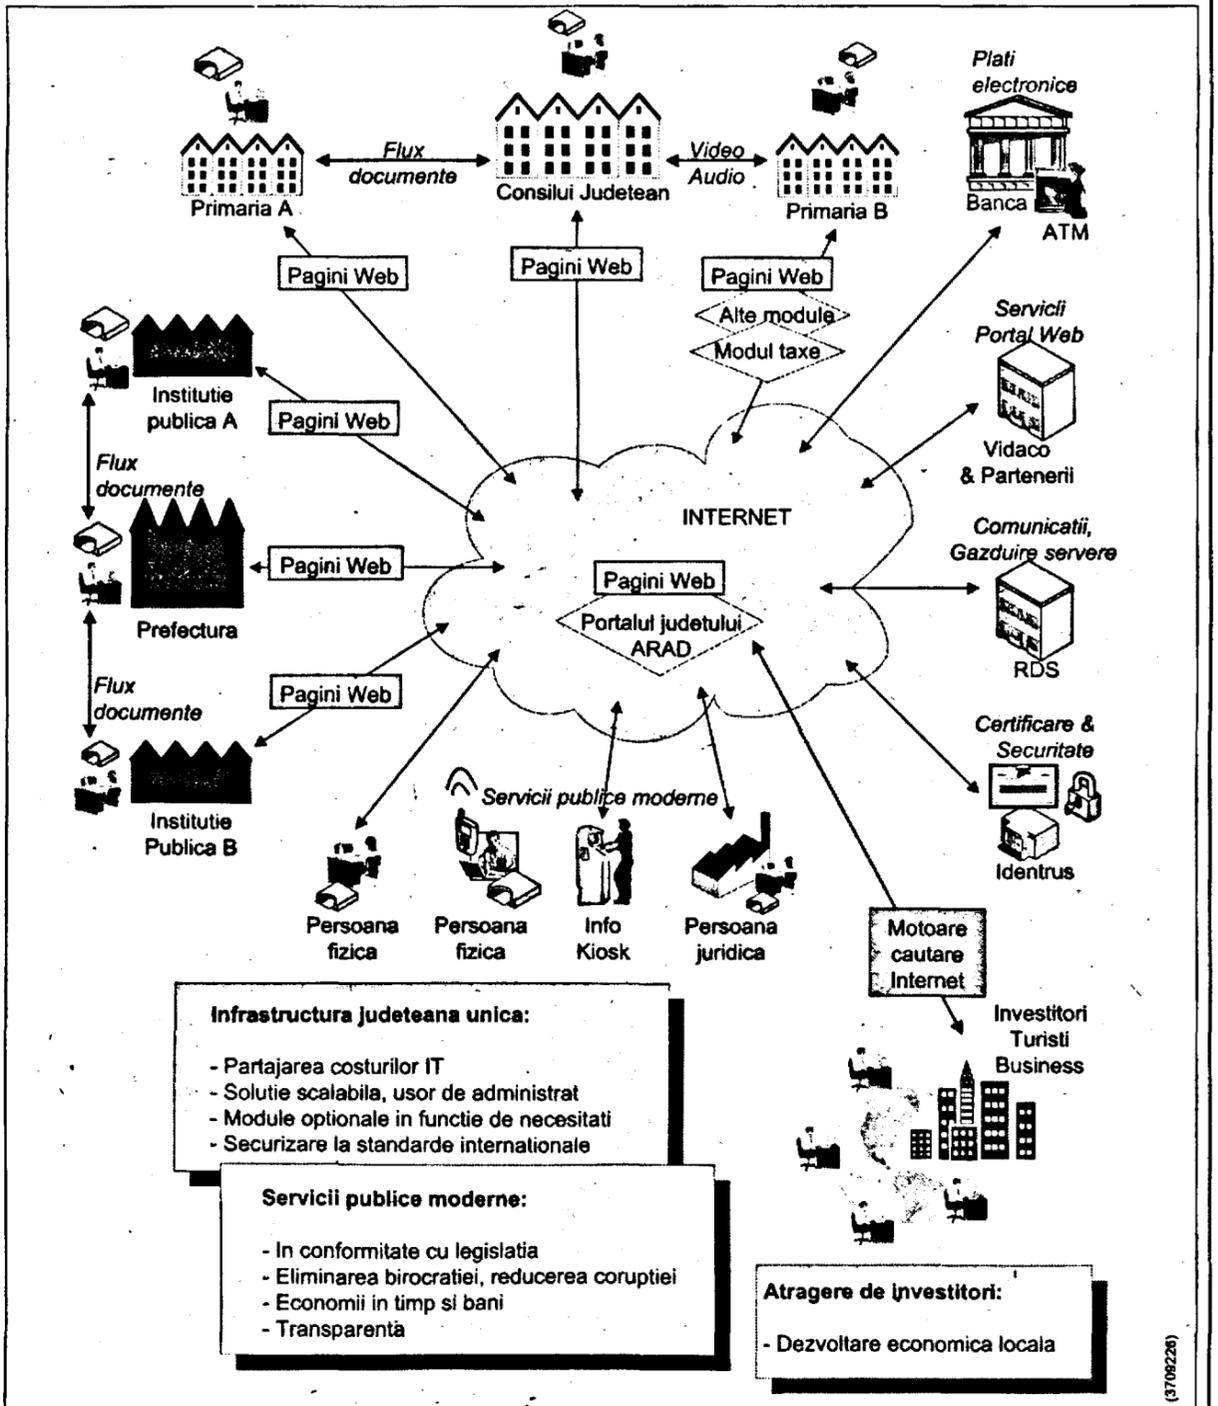 Plati
electronice
Flux
documente
Video
Audio
Primaria A
Consilui Judetean
Primaria B
Banca
ATM
Pagini Web
Pagini Web
Pagini Web
Alte module
Modul taxe
Servicii
Portal Web
Vidaco
& Partenerii
Institutie
publica A
Pagini Web
Flux
documente
INTERNET
Comunicatii,
Gazduire servere
RDS
Pagini Web
Pagini Web
Portalul judetului
ARAD
Prefectura
Flux
documente
Pagini Web
Institutie
Publica B
Certificare &
Securitate
Identrus
Servicii publice moderne
Persoana
fizica
Persoana
fizica
Info
Kiosk
Persoana
juridica
Motoare
cautare
Internet
Investitori
Turisti
Business
Infrastructura judeteana unica:
- Partajarea costurilor IT
- Solutie scalabila, usor de administrat
- Module optionale in functie de necesitati
- Securizare la standarde internationale
Servicii publice moderne:
- In conformitate cu legislatia
- Eliminarea birocratiei, reducerea coruptiei
- Economii in timp si bani
- Transparenta
Atragere de investitori:
- Dezvoltare economica locala
(3709226)